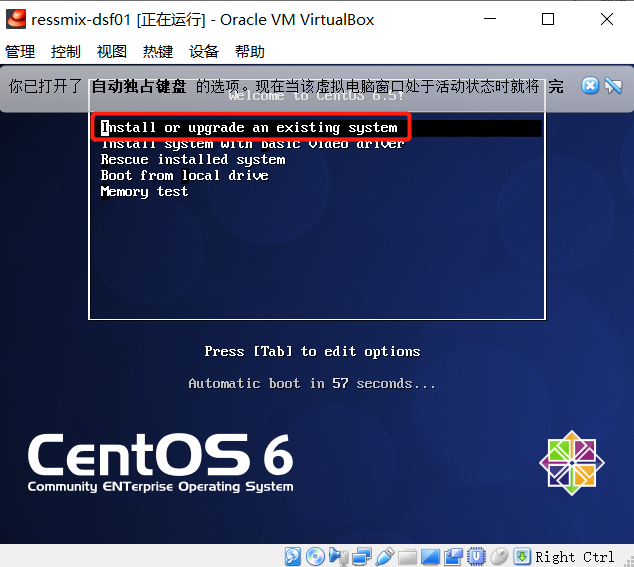 ressmix-dsf01 [正在运行] - Oracle VM VirtualBox
管理 控制 视图 热键 设备 帮助
你已打开了 自动独占键盘 的选项。现在当该虚拟电脑窗口处于活动状态时就将 完
Welcome to CentOS 6.5!
Install or upgrade an existing system
Install system with basic video driver
Rescue installed system
Boot from local drive
Memory test
Press [Tab] to edit options
Automatic boot in 57 seconds...
CentOS 6
Community ENTerprise Operating System
Right Ctrl